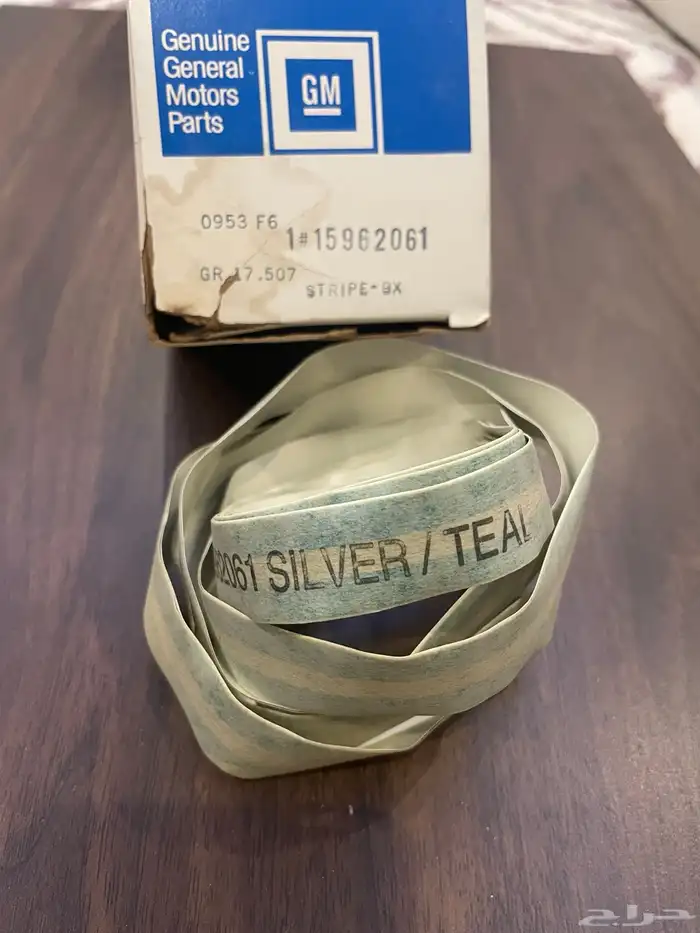 Genuine
General
Motors
Parts
GM
0953 F6
1#15962061
GR.17.507
STRIPE-9X
2061 SILVER / TEAL
حراج